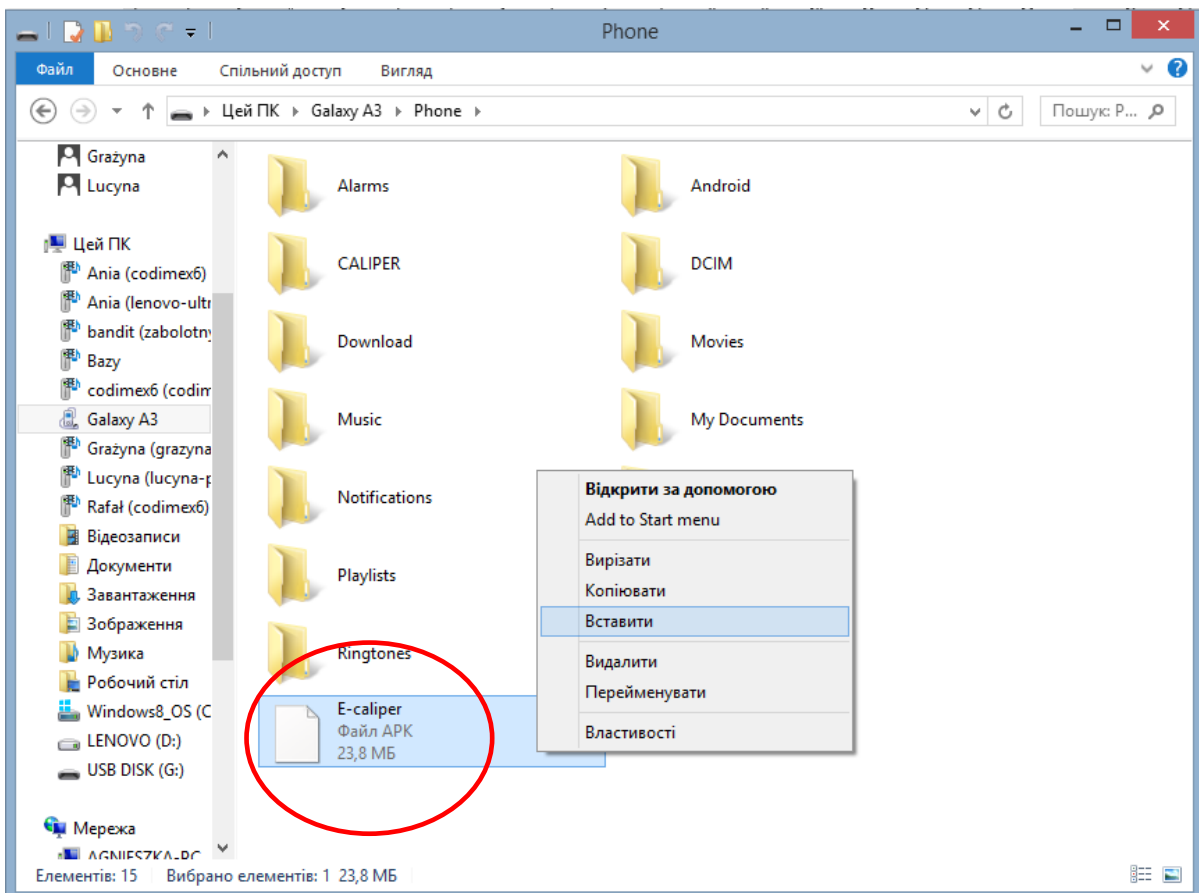 Phone
Файл Основне Спільний доступ Вигляд
Цей ПК Galaxy A3 Phone
Пошук: P...
Grażyna
Lucyna
Цей ПК
Ania (codimex6)
Ania (lenovo-ultr
bandit (zabolotny
Bazy
codimex6 (codim
Galaxy A3
Grażyna (grazyna
Lucyna (lucyna-p
Rafał (codimex6)
Відеозаписи
Документи
Завантаження
Зображення
Музика
Робочий стіл
Windows8_OS (C
LENOVO (D:)
USB DISK (G:)
Мережа
AGNIESZKA-PC
Alarms Android
CALIPER DCIM
Download Movies
Music My Documents
Notifications
Playlists
Ringtones
E-caliper
Файл APK
23,8 МБ
Відкрити за допомогою
Add to Start menu
Вирізати
Копіювати
Вставити
Видалити
Перейменувати
Властивості
Елементів: 15 Вибрано елементів: 1 23,8 МБ